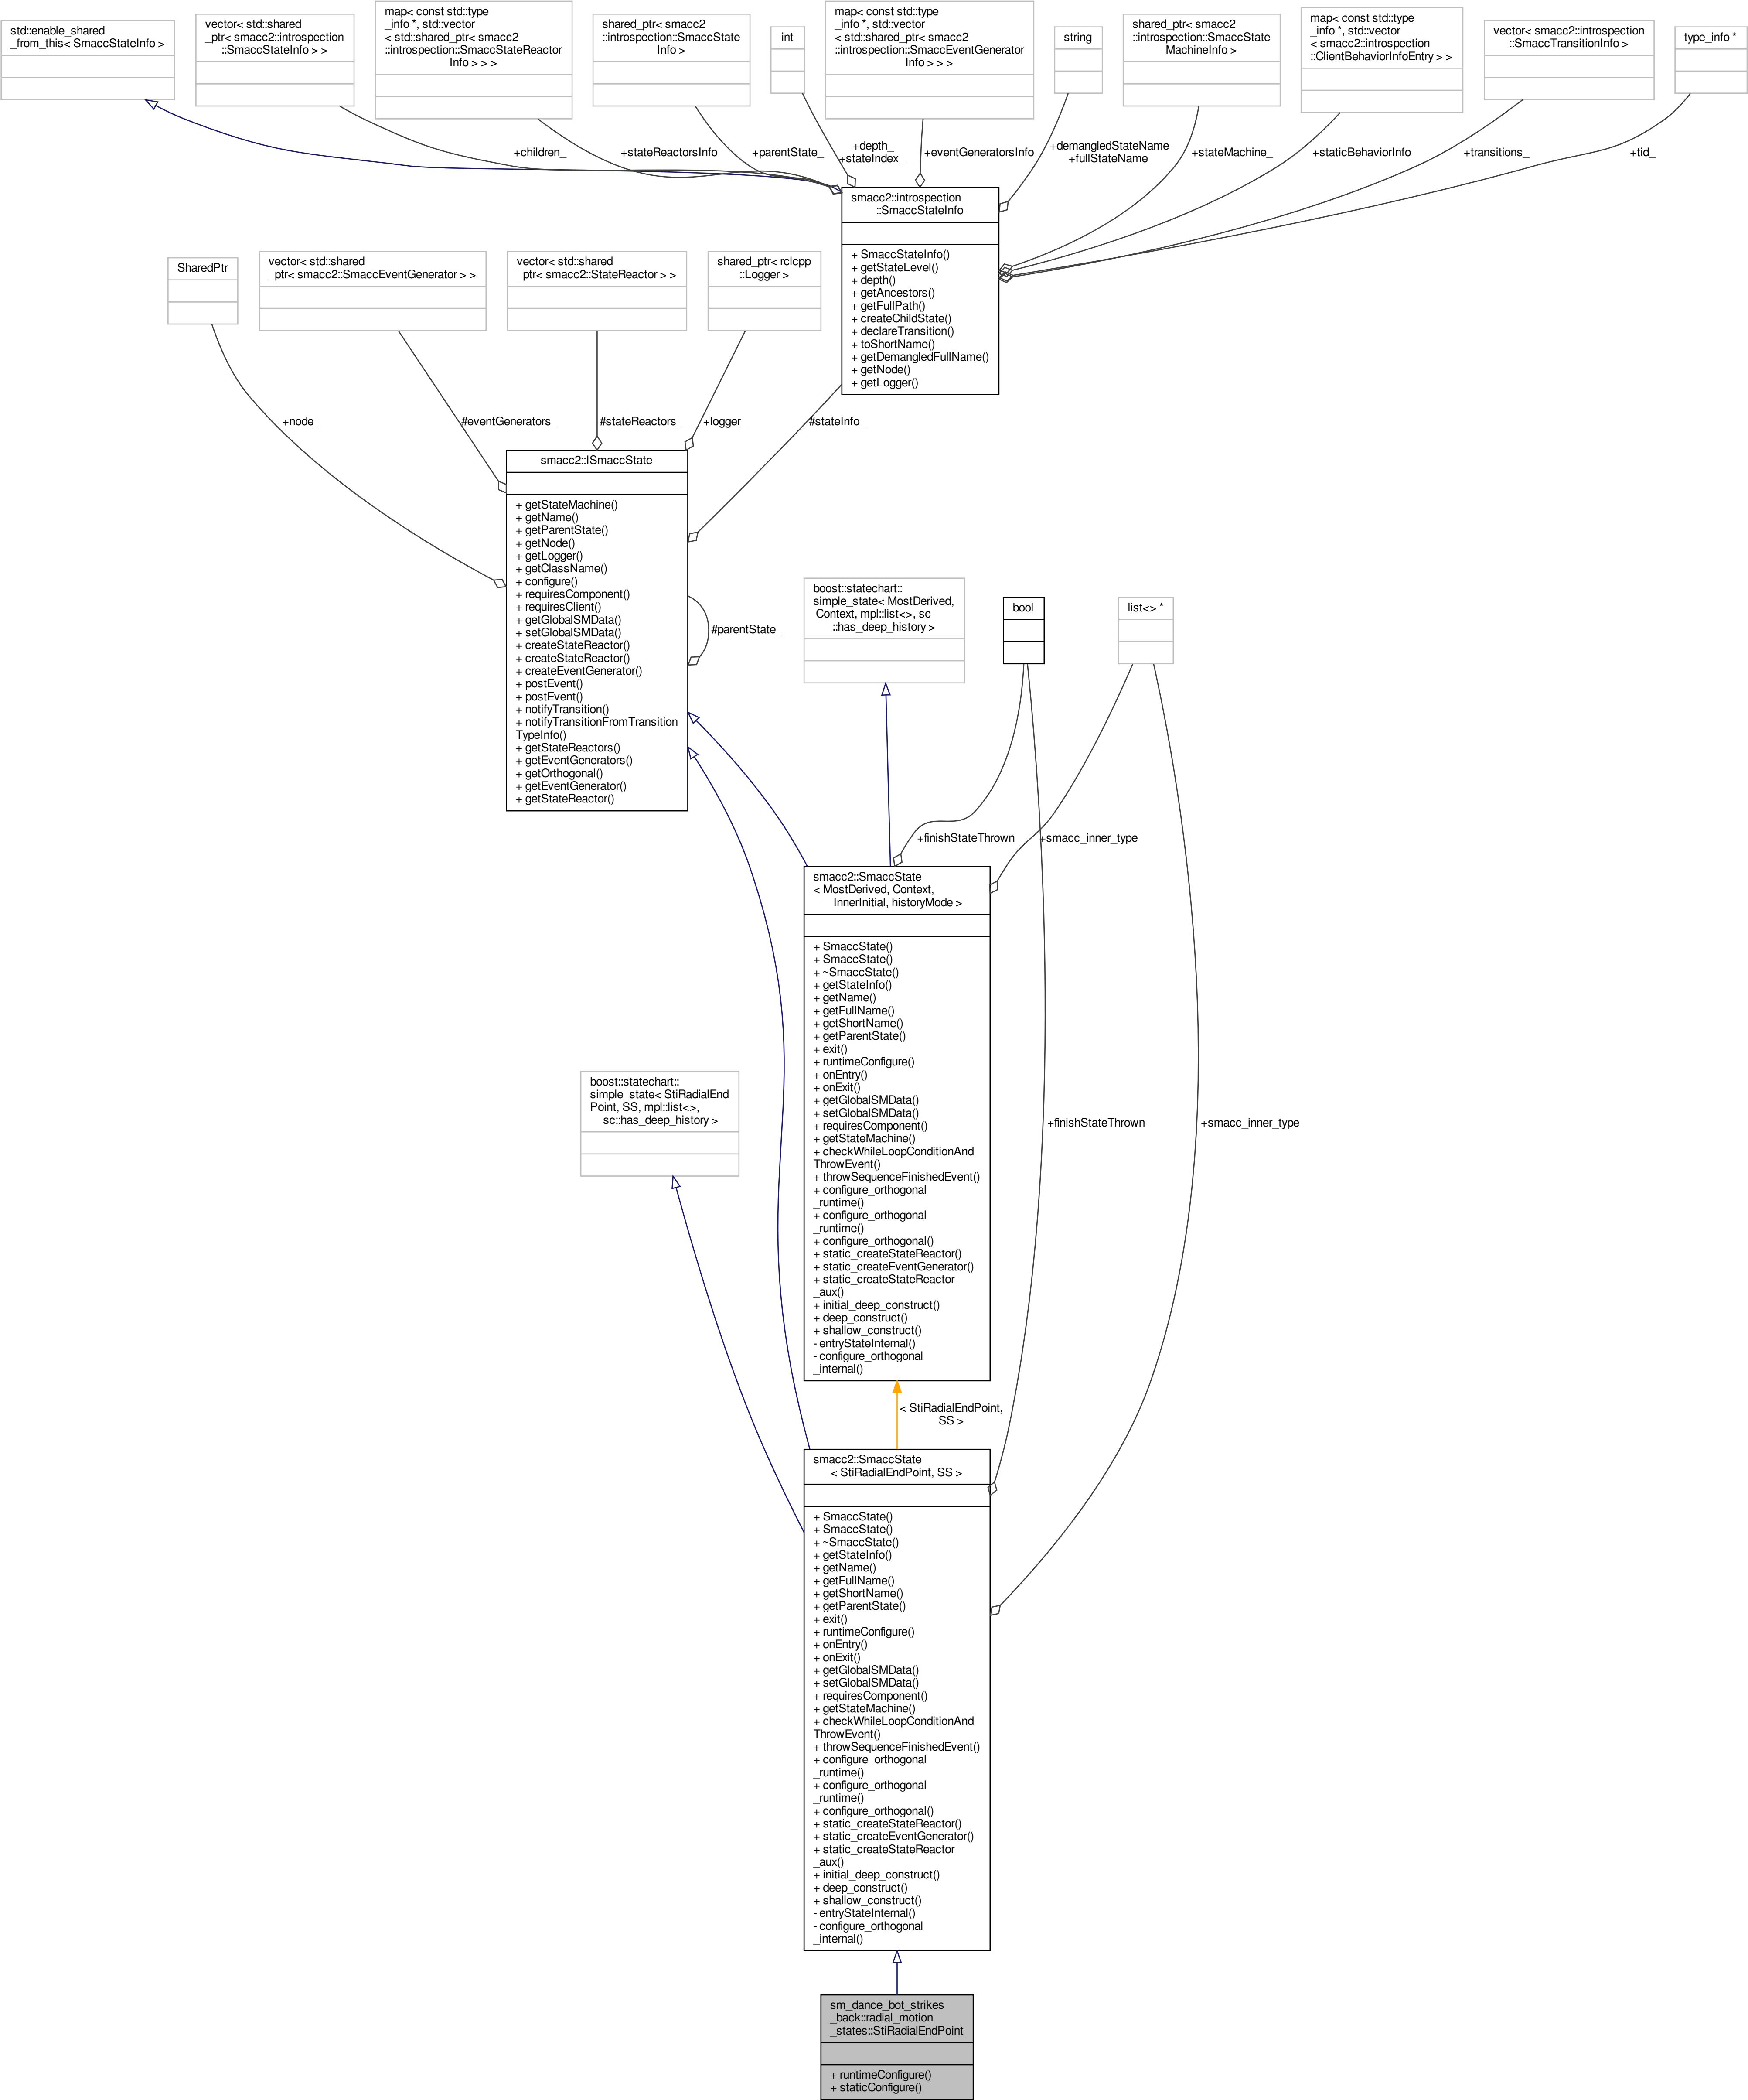 std::enable_shared
_from_this< SmaccStateInfo >
vector< std::shared
_ptr< smacc2::introspection
::SmaccStateInfo > >
map< const std::type
_info *, std::vector
< std::shared_ptr< smacc2
::introspection::SmaccStateReactor
Info > > >
shared_ptr< smacc2
::introspection::SmaccState
Info >
int
map< const std::type
_info *, std::vector
< std::shared_ptr< smacc2
::introspection::SmaccEventGenerator
Info > > >
string
shared_ptr< smacc2
::introspection::SmaccState
MachineInfo >
map< const std::type
_info *, std::vector
< smacc2::introspection
::ClientBehaviorInfoEntry > >
vector< smacc2::introspection
::SmaccTransitionInfo >
type_info *
+children_
+stateReactorsInfo
+parentState_
+depth_
+stateIndex_
+eventGeneratorsInfo
+demangledStateName
+fullStateName
+stateMachine_
+staticBehaviorInfo
+transitions_
+tid_
smacc2::introspection
::SmaccStateInfo
+ SmaccStateInfo()
+ getStateLevel()
+ depth()
+ getAncestors()
+ getFullPath()
+ createChildState()
+ declareTransition()
+ toShortName()
+ getDemangledFullName()
+ getNode()
+ getLogger()
SharedPtr
vector< std::shared
_ptr< smacc2::SmaccEventGenerator > >
vector< std::shared
_ptr< smacc2::StateReactor > >
shared_ptr< rclcpp
::Logger >
+node_
#eventGenerators_
#stateReactors_
+logger_
#stateInfo_
smacc2::ISmaccState
+ getStateMachine()
+ getName()
+ getParentState()
+ getNode()
+ getLogger()
+ getClassName()
+ configure()
+ requiresComponent()
+ requiresClient()
+ getGlobalSMData()
+ setGlobalSMData()
+ createStateReactor()
+ createStateReactor()
+ createEventGenerator()
+ postEvent()
+ postEvent()
+ notifyTransition()
+ notifyTransitionFromTransition
TypeInfo()
+ getStateReactors()
+ getEventGenerators()
+ getOrthogonal()
+ getEventGenerator()
+ getStateReactor()
#parentState_
boost::statechart::
simple_state< MostDerived,
Context, mpl::list<>, sc
::has_deep_history >
bool
list<> *
+finishStateThrown
+smacc_inner_type
smacc2::SmaccState
< MostDerived, Context,
InnerInitial, historyMode >
+ SmaccState()
+ SmaccState()
+ ~SmaccState()
+ getStateInfo()
+ getName()
+ getFullName()
+ getShortName()
+ getParentState()
+ exit()
+ runtimeConfigure()
+ onEntry()
+ onExit()
+ getGlobalSMData()
+ setGlobalSMData()
+ requiresComponent()
+ getStateMachine()
+ checkWhileLoopConditionAnd
ThrowEvent()
+ throwSequenceFinishedEvent()
+ configure_orthogonal
_runtime()
+ configure_orthogonal
_runtime()
+ configure_orthogonal()
+ static_createStateReactor()
+ static_createEventGenerator()
+ static_createStateReactor
_aux()
+ initial_deep_construct()
+ deep_construct()
+ shallow_construct()
- entryStateInternal()
- configure_orthogonal
_internal()
boost::statechart::
simple_state< StiRadialEnd
Point, SS, mpl::list<>,
sc::has_deep_history >
+finishStateThrown
+smacc_inner_type
< StiRadialEndPoint,
SS >
smacc2::SmaccState
< StiRadialEndPoint, SS >
+ SmaccState()
+ SmaccState()
+ ~SmaccState()
+ getStateInfo()
+ getName()
+ getFullName()
+ getShortName()
+ getParentState()
+ exit()
+ runtimeConfigure()
+ onEntry()
+ onExit()
+ getGlobalSMData()
+ setGlobalSMData()
+ requiresComponent()
+ getStateMachine()
+ checkWhileLoopConditionAnd
ThrowEvent()
+ throwSequenceFinishedEvent()
+ configure_orthogonal
_runtime()
+ configure_orthogonal
_runtime()
+ configure_orthogonal()
+ static_createStateReactor()
+ static_createEventGenerator()
+ static_createStateReactor
_aux()
+ initial_deep_construct()
+ deep_construct()
+ shallow_construct()
- entryStateInternal()
- configure_orthogonal
_internal()
sm_dance_bot_strikes
_back::radial_motion
_states::StiRadialEndPoint
+ runtimeConfigure()
+ staticConfigure()